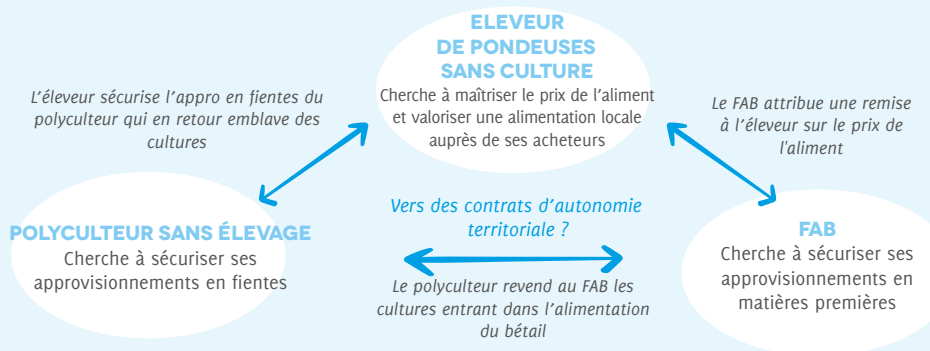 ELEVEUR
DE PONDEUSES
SANS CULTURE
Cherche à maîtriser le prix de l'aliment
et valoriser une alimentation locale
auprès de ses acheteurs
L'éleveur sécurise l'appro en fientes du
polyculteur qui en retour emblave des
cultures
Le FAB attribue une remise
à l'éleveur sur le prix de
l'aliment
POLYCULTEUR SANS ÉLEVAGE
Cherche à sécuriser ses
approvisionnements en fientes
Vers des contrats d'autonomie
territoriale ?
Le polyculteur revend au FAB les
cultures entrant dans l'alimentation
du bétail
FAB
Cherche à sécuriser ses
approvisionnements en
matières premières